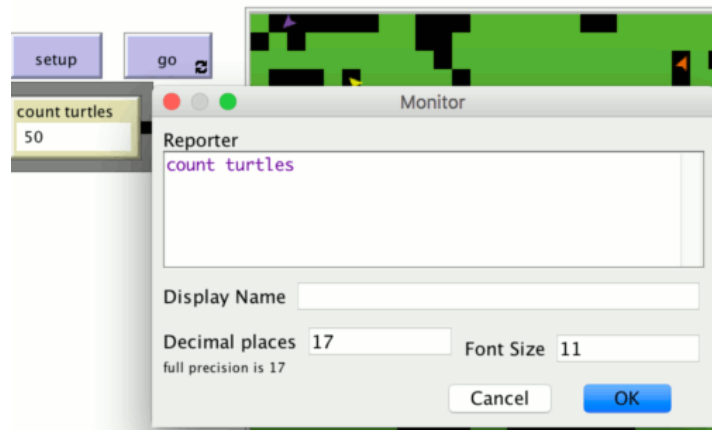 setup
go
count turtles
50
Monitor
Reporter
count turtles
Display Name
Decimal places 17
Font Size 11
full precision is 17
Cancel
OK